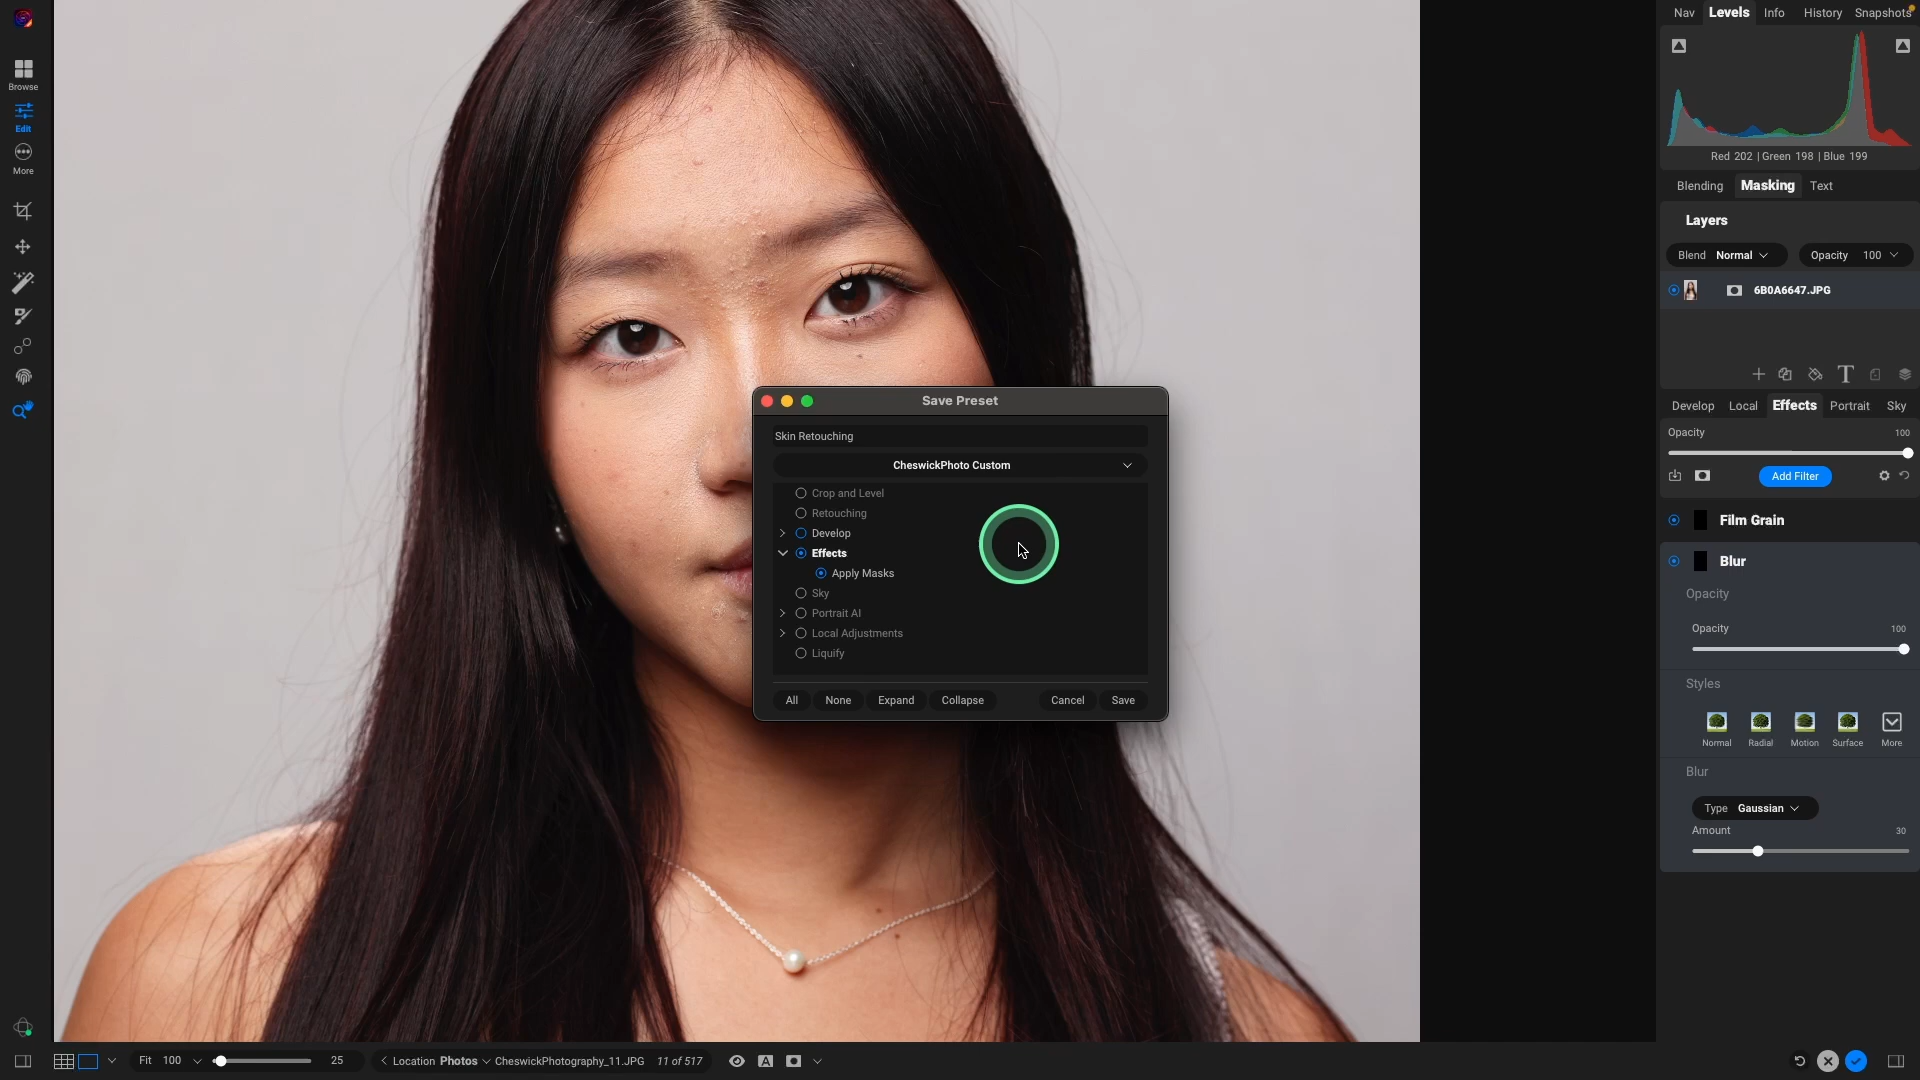 Nav Levels Info History Snapshots
Red 202 | Green 198 | Blue 199
Blending Masking Text
Layers
Blend Normal Opacity 100
6B0A6647.JPG
T
Develop Local Effects Portrait Sky
Opacity 100
Add Filter
Film Grain
Blur
Opacity
Opacity 100
Styles
Normal Radial Motion Surface More
Blur
Type Gaussian
Amount 30
Browse
Edit
More
Save Preset
Skin Retouching
CheswickPhoto Custom
Crop and Level
Retouching
Develop
Effects
Apply Masks
Sky
Portrait AI
Local Adjustments
Liquify
All None Expand Collapse Cancel Save
Fit 100 25 Location Photos CheswickPhotography_11.JPG 11 of 517 A